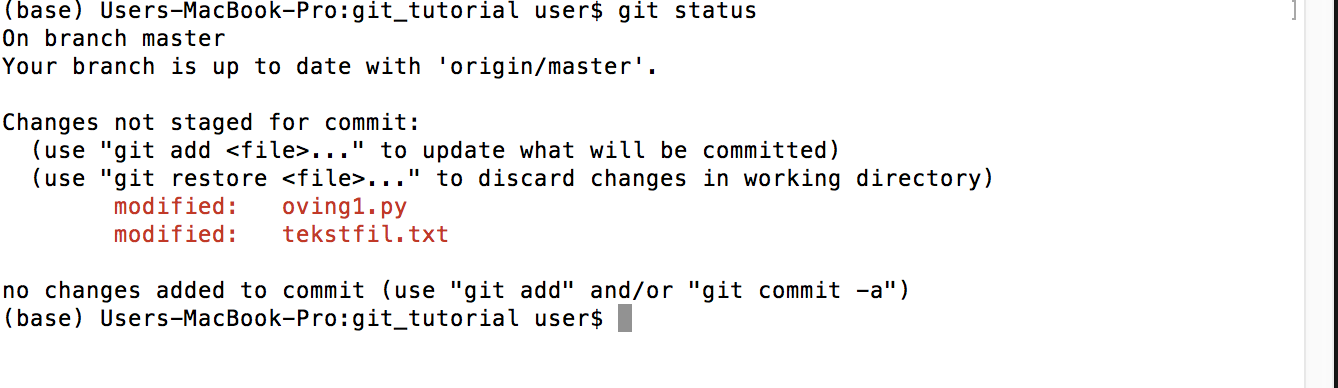 (base) Users-MacBook-Pro:git_tutorial user$ git status
On branch master
Your branch is up to date with 'origin/master'.
Changes not staged for commit:
  (use "git add <file>..." to update what will be committed)
  (use "git restore <file>..." to discard changes in working directory)
        modified:   oving1.py
        modified:   tekstfil.txt
no changes added to commit (use "git add" and/or "git commit -a")
(base) Users-MacBook-Pro:git_tutorial user$